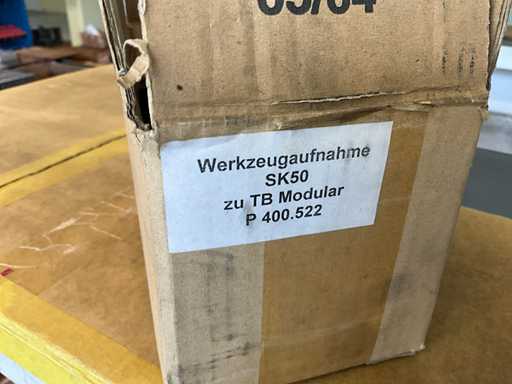 Werkzeugaufnahme
SK50
zu TB Modular
P 400.522